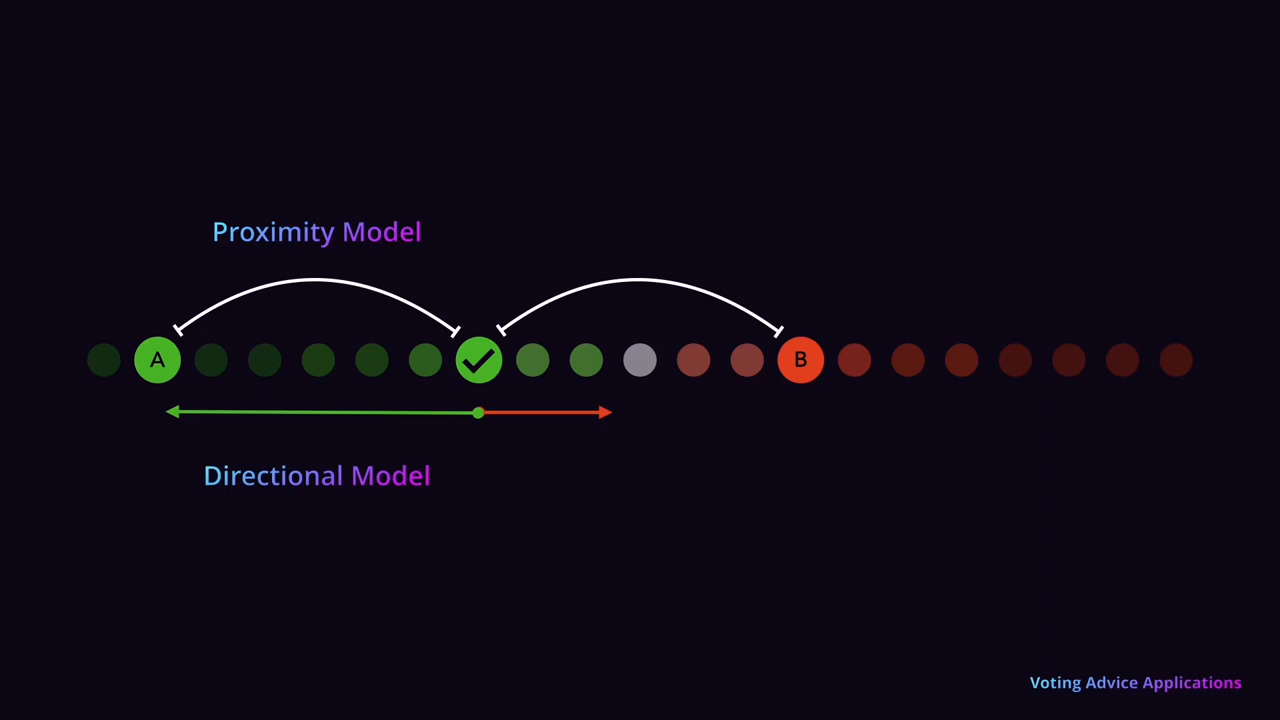 Proximity Model
A
B
Directional Model
Voting Advice Applications